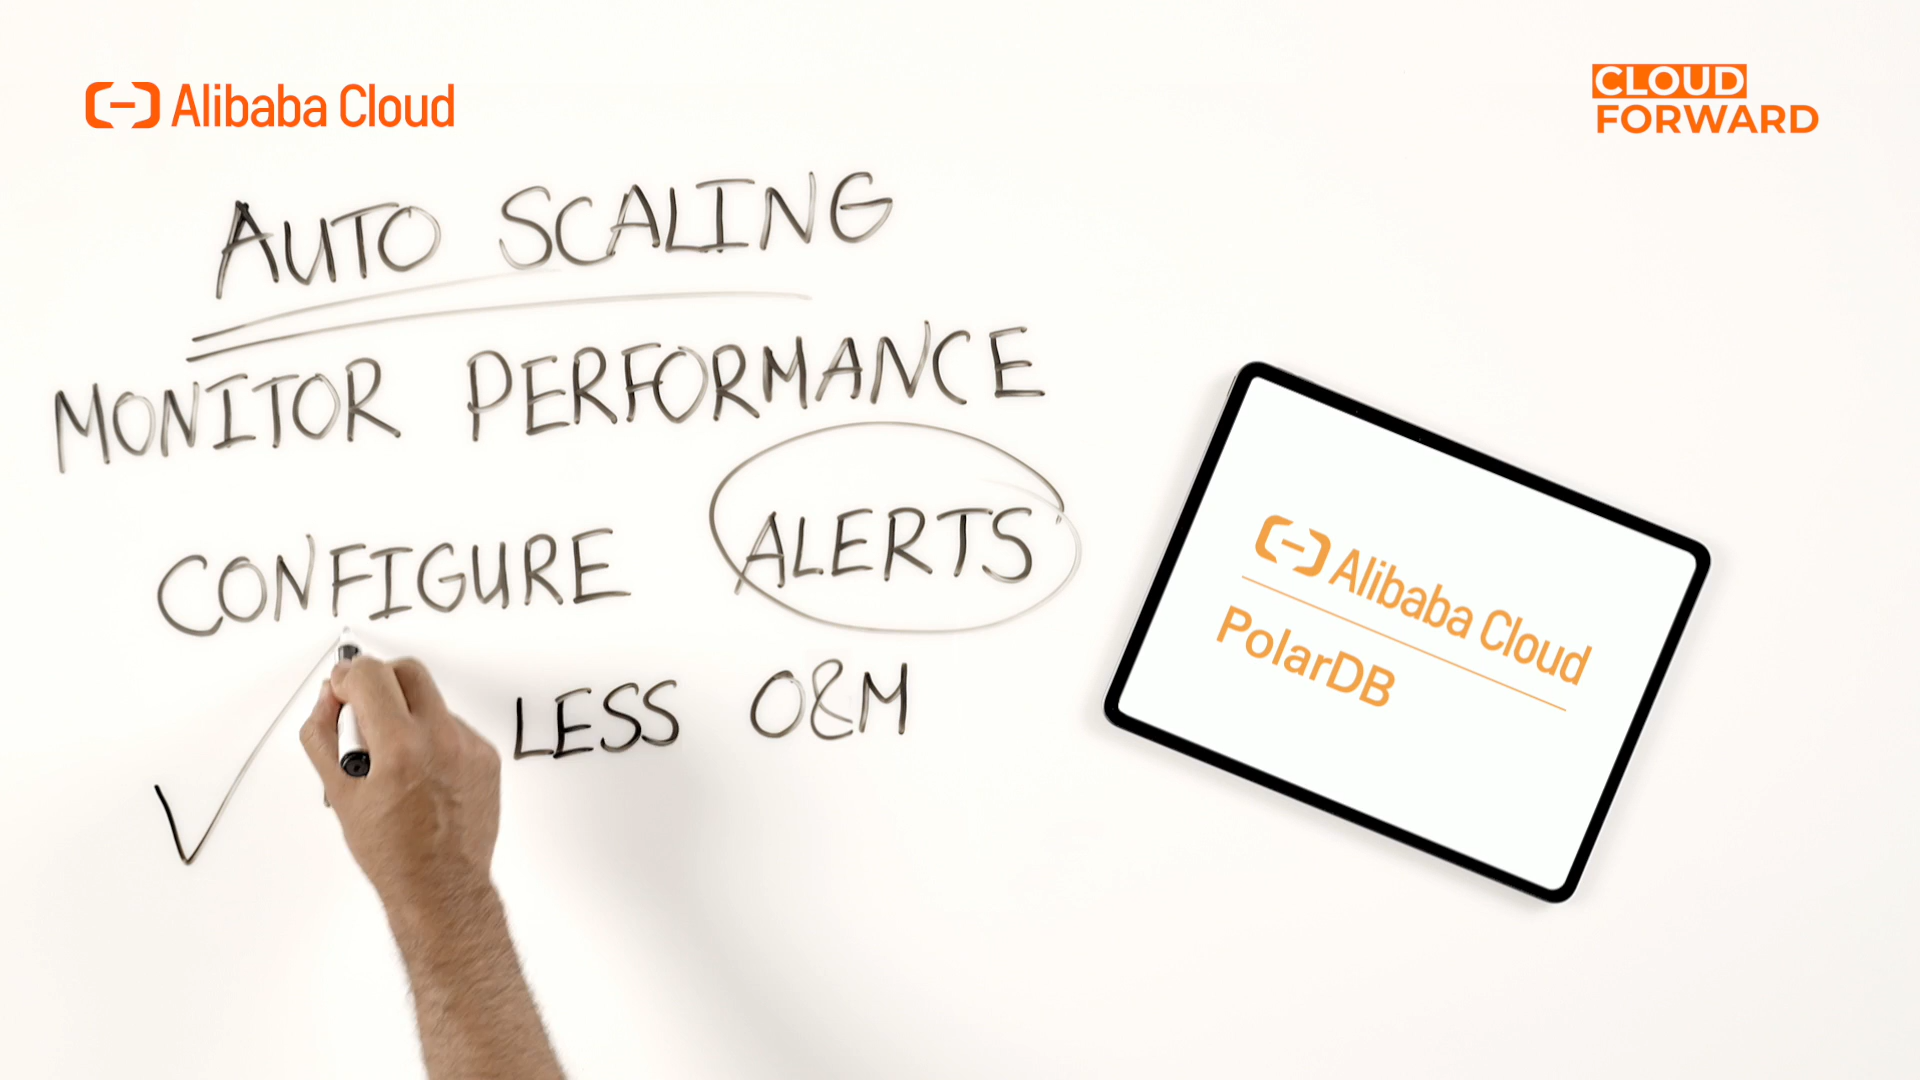 Alibaba Cloud
CLOUD
FORWARD
AUTO SCALING
MONITOR PERFORMANCE
CONFIGURE ALERTS
LESS O&M
Alibaba Cloud
PolarDB